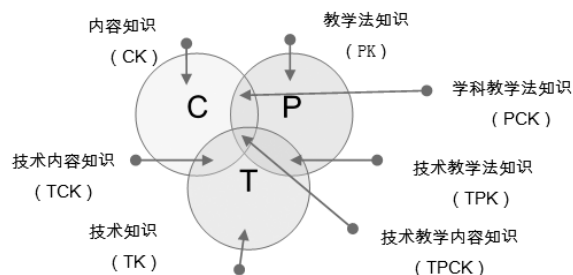 内容知识
（CK）
教学法知识
（PK）
C
P
学科教学法知识
（PCK）
技术内容知识
（TCK）
T
技术教学法知识
（TPK）
技术知识
（TK）
技术教学内容知识
（TPCK）